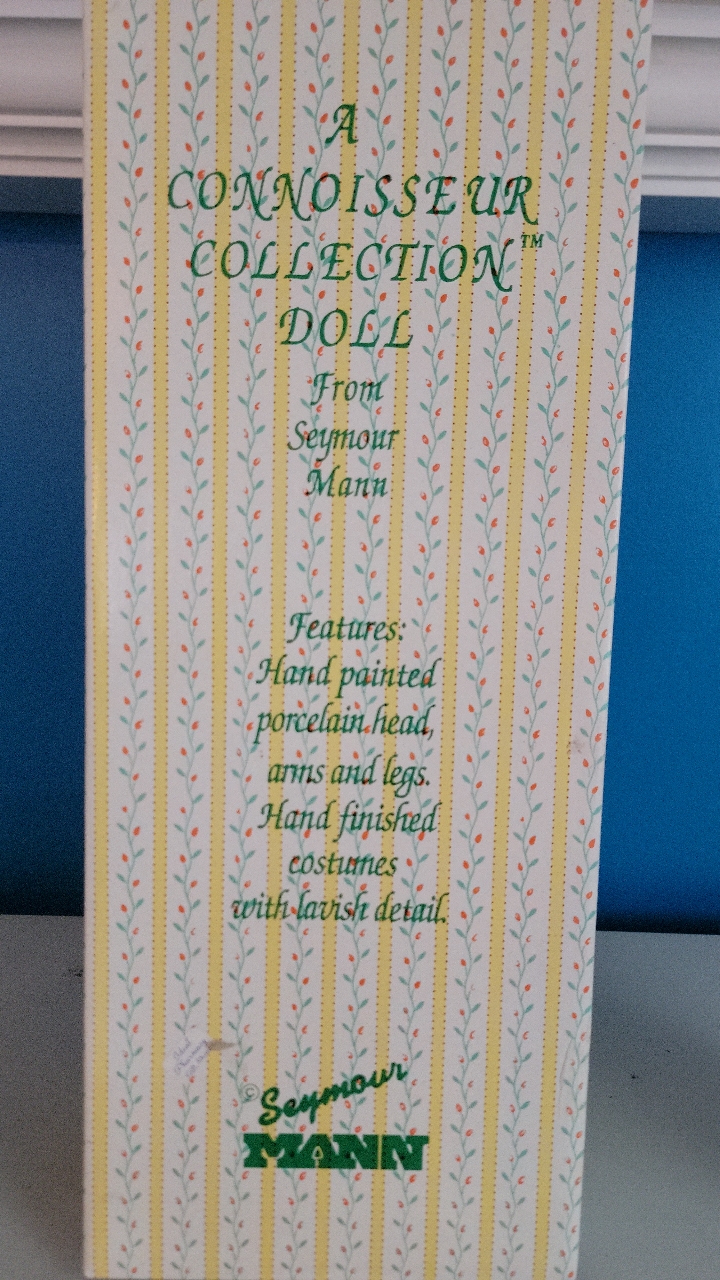 A
CONNOISSEUR
COLLECTION™
DOLL
From
Seymour
Mann
Features:
Hand painted
porcelain head,
arms and legs.
Hand finished
costumes
with lavish detail.
© Seymour
MANN